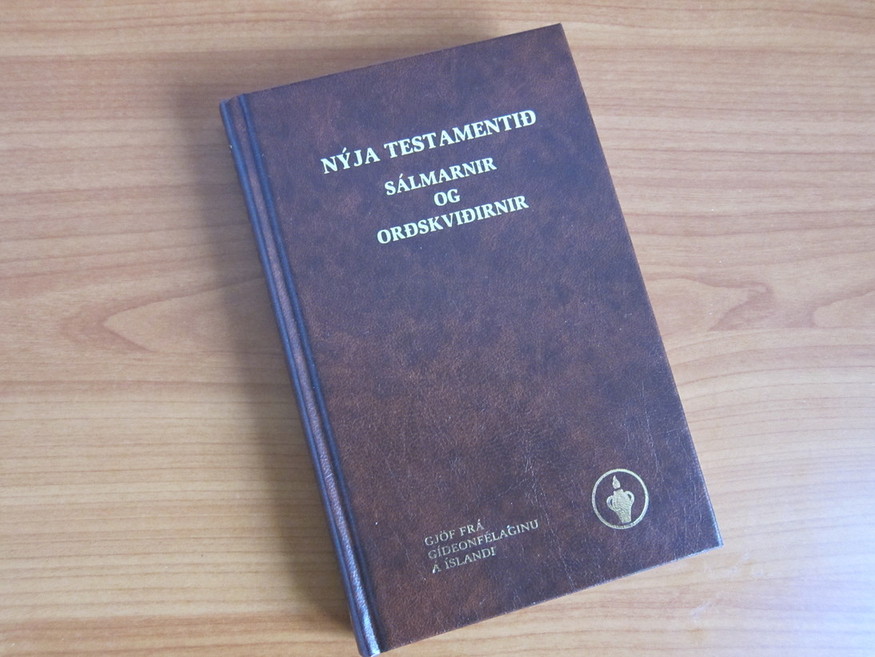 NÝJA TESTAMENTIÐ
SÁLMARNIR
OG
ORÐSKVIÐIRNIR
GJÖF FRÁ
GÍDEONFÉLAGINU
Á ÍSLANDI